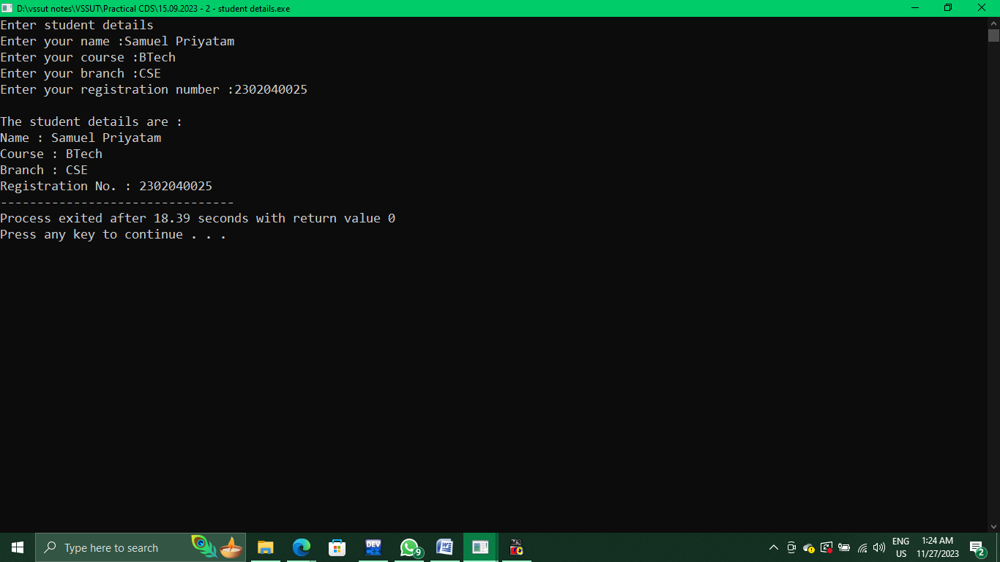 D:\vssut notes\VSSUT\Practical CDS\15.09.2023 - 2 - student details.exe
Enter student details
Enter your name :Samuel Priyatam
Enter your course :BTech
Enter your branch :CSE
Enter your registration number :2302040025
The student details are :
Name : Samuel Priyatam
Course : BTech
Branch : CSE
Registration No. : 2302040025
--------------------------------
Process exited after 18.39 seconds with return value 0
Press any key to continue . . .
Type here to search
DEV
9
ENG
US
1:24 AM
11/27/2023
2